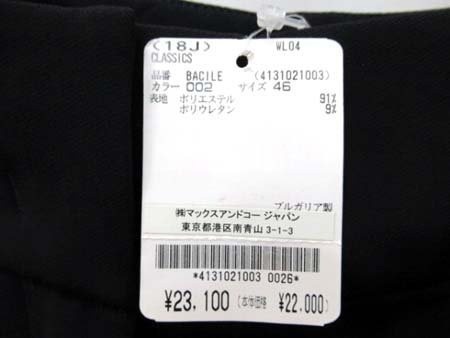 (18J) WL04
CLASSICS
品番 BACILE (4131021003)
カラー 002 サイズ 46
表地 ポリエステル 91%
ポリウレタン 9%
ブルガリア製
㈱マックスアンドコー ジャパン
東京都港区南青山 3-1-3
*4131021003 0026*
¥23,100 (本体価格 ¥22,000)